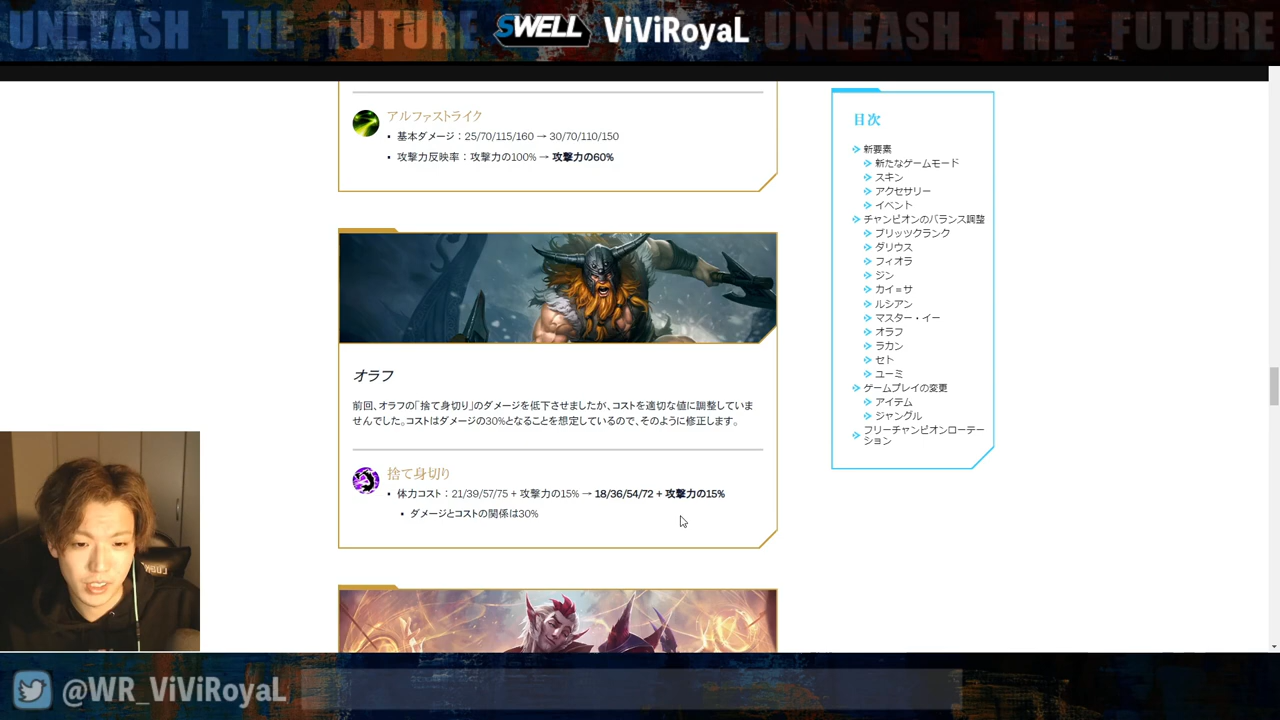 UNLEASH THE FUTURE SWELL ViViRoyaL UNLEASH THE FUTURE
アルファストライク
• 基本ダメージ：25/70/115/160 → 30/70/110/150
• 攻撃力反映率：攻撃力の100% → 攻撃力の60%
オラフ
前回、オラフの「捨て身切り」のダメージを低下させましたが、コストを適切な値に調整していま
せんでした。コストはダメージの30%となることを想定しているので、そのように修正します。
捨て身切り
• 体力コスト：21/39/57/75 + 攻撃力の15% → 18/36/54/72 + 攻撃力の15%
• ダメージとコストの関係は30%
目次
新要素
新たなゲームモード
スキン
アクセサリー
イベント
チャンピオンのバランス調整
ブリッツクランク
ダリウス
フィオラ
ジン
カイ＝サ
ルシアン
マスター・イー
オラフ
ラカン
セト
ユーミ
ゲームプレイの変更
アイテム
ジャングル
フリーチャンピオンローテー
ション
@WR_ViViRoyaL